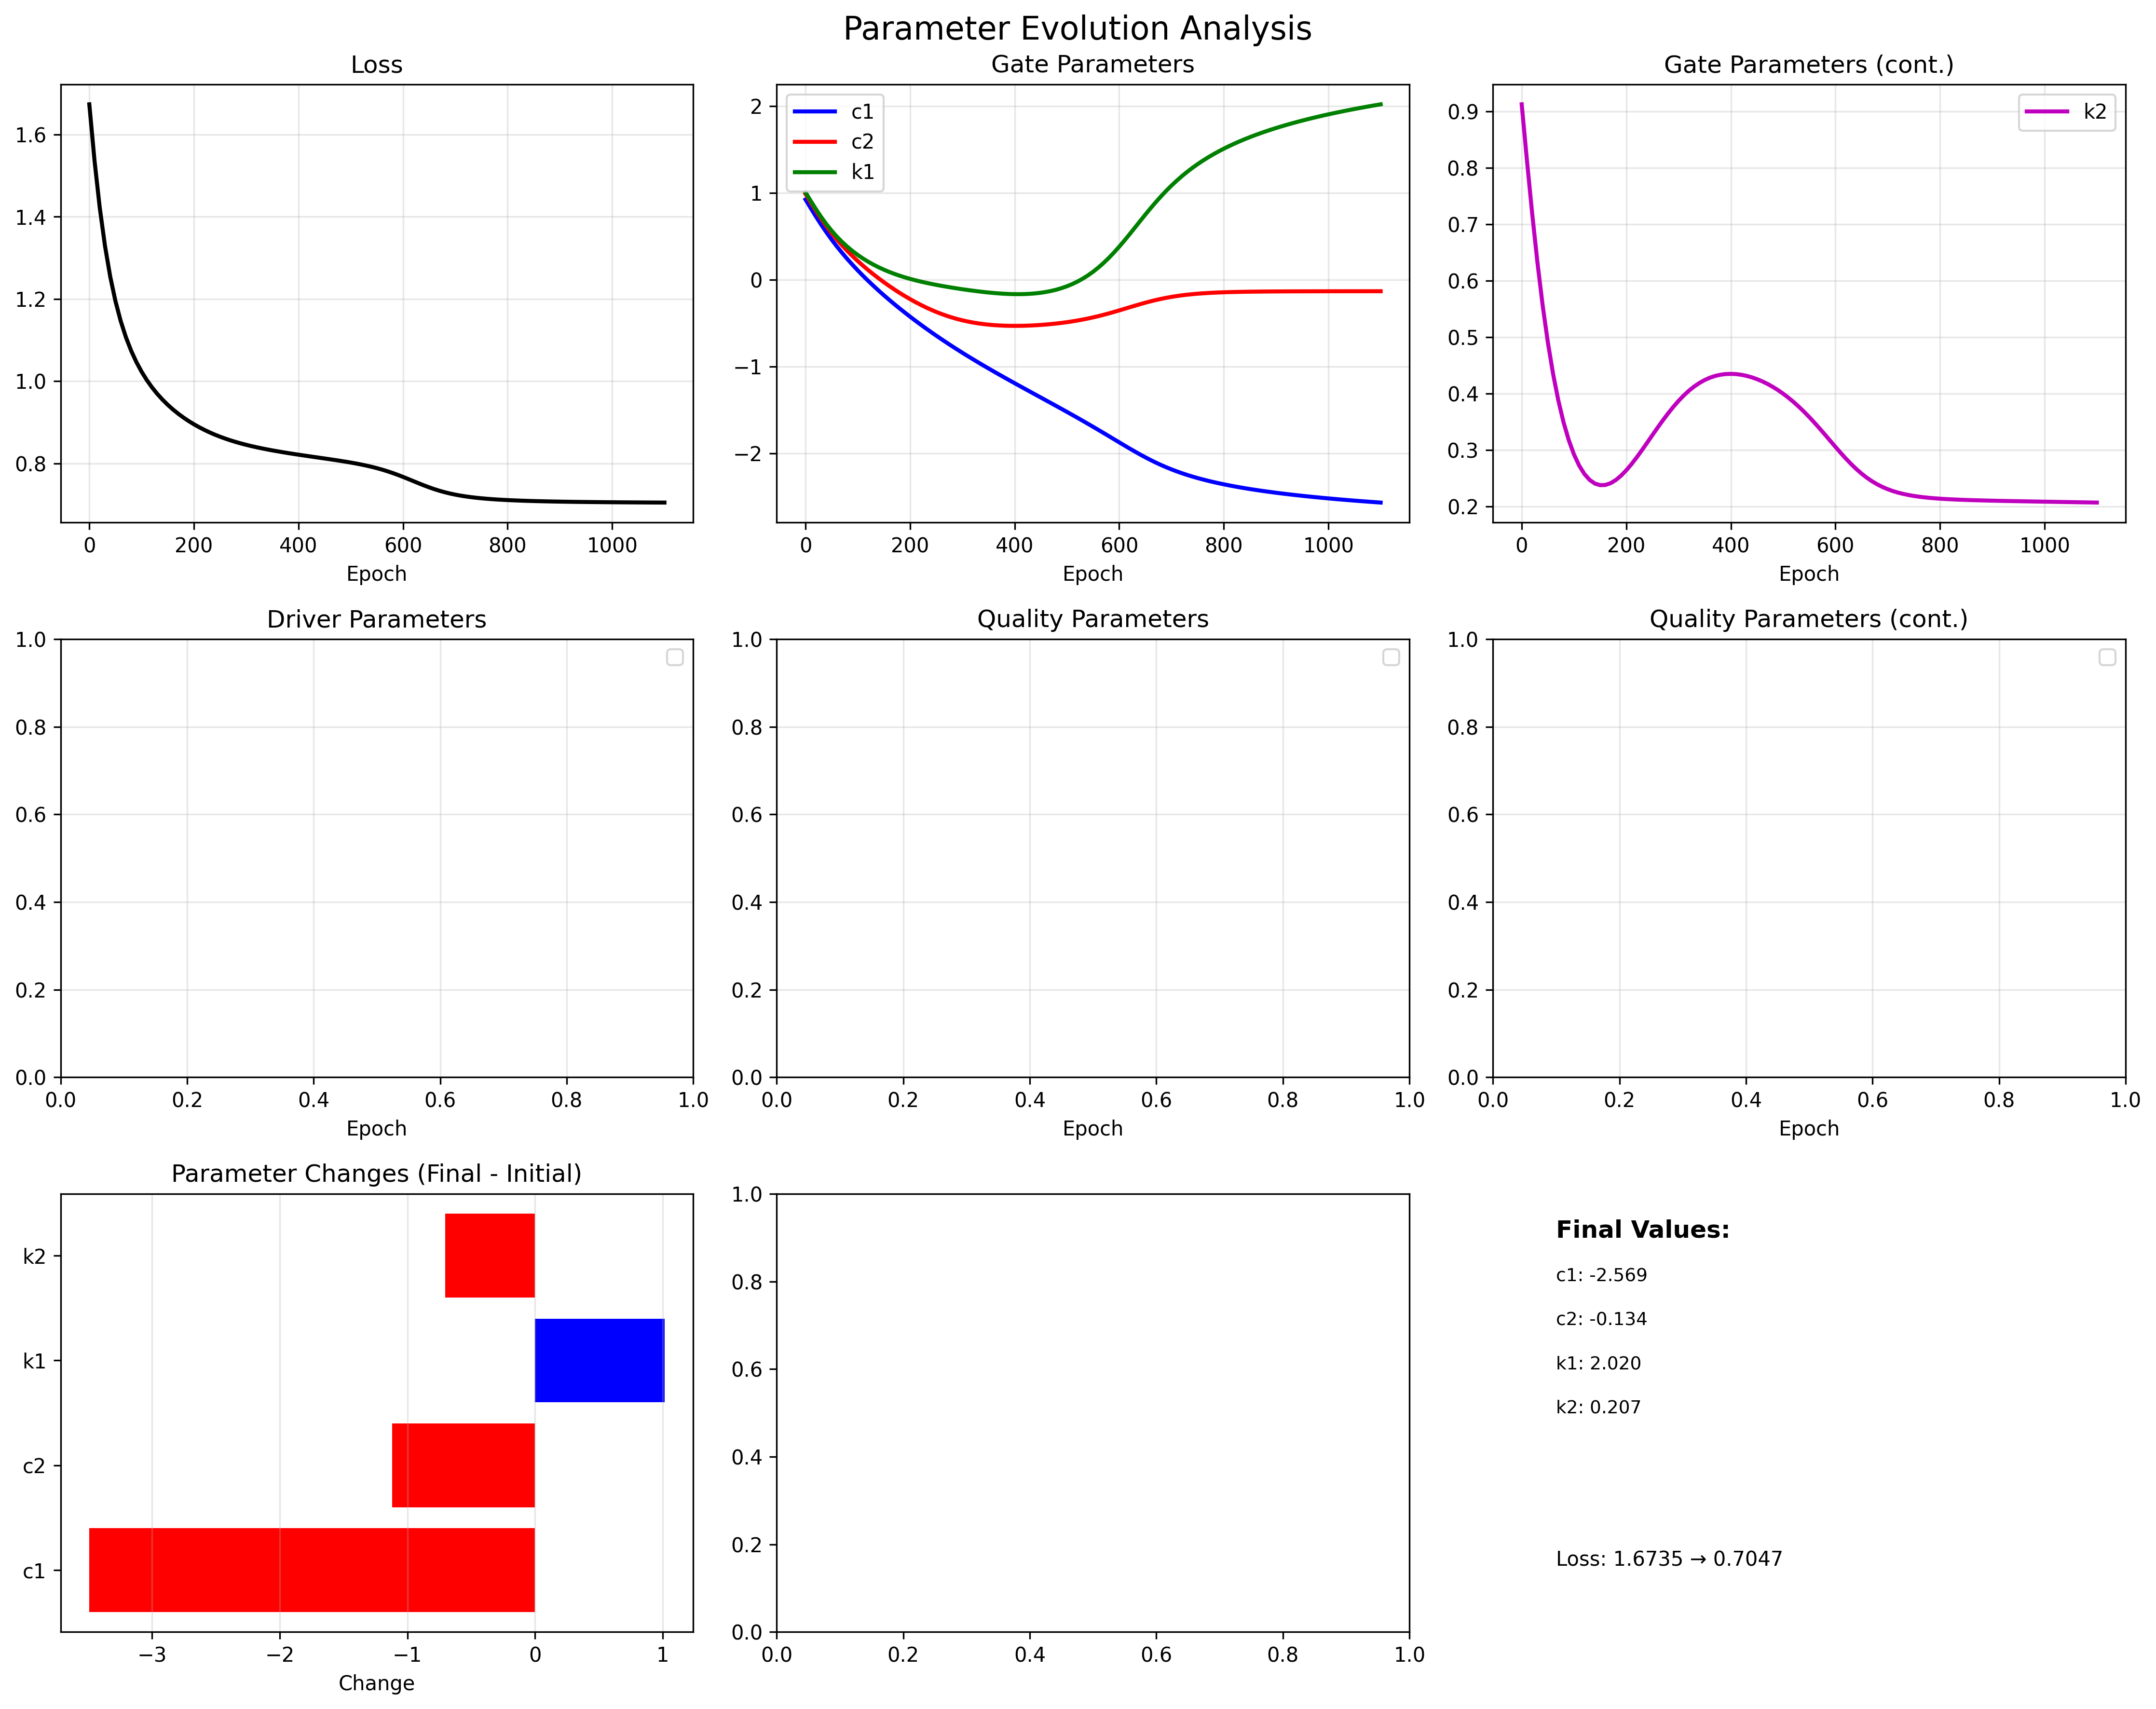 Parameter Evolution Analysis
Loss
1.6
1.4
1.2
1.0
0.8
0 200 400 600 800 1000
Epoch
Gate Parameters
c1
c2
k1
2
1
0
−1
−2
0 200 400 600 800 1000
Epoch
Gate Parameters (cont.)
k2
0.9
0.8
0.7
0.6
0.5
0.4
0.3
0.2
0 200 400 600 800 1000
Epoch
Driver Parameters
1.0
0.8
0.6
0.4
0.2
0.0
0.0 0.2 0.4 0.6 0.8 1.0
Epoch
Quality Parameters
1.0
0.8
0.6
0.4
0.2
0.0
0.0 0.2 0.4 0.6 0.8 1.0
Epoch
Quality Parameters (cont.)
1.0
0.8
0.6
0.4
0.2
0.0
0.0 0.2 0.4 0.6 0.8 1.0
Epoch
Parameter Changes (Final - Initial)
k2
k1
c2
c1
−3 −2 −1 0 1
Change
1.0
0.8
0.6
0.4
0.2
0.0
0.0 0.2 0.4 0.6 0.8 1.0
Final Values:
c1: -2.569
c2: -0.134
k1: 2.020
k2: 0.207
Loss: 1.6735 → 0.7047